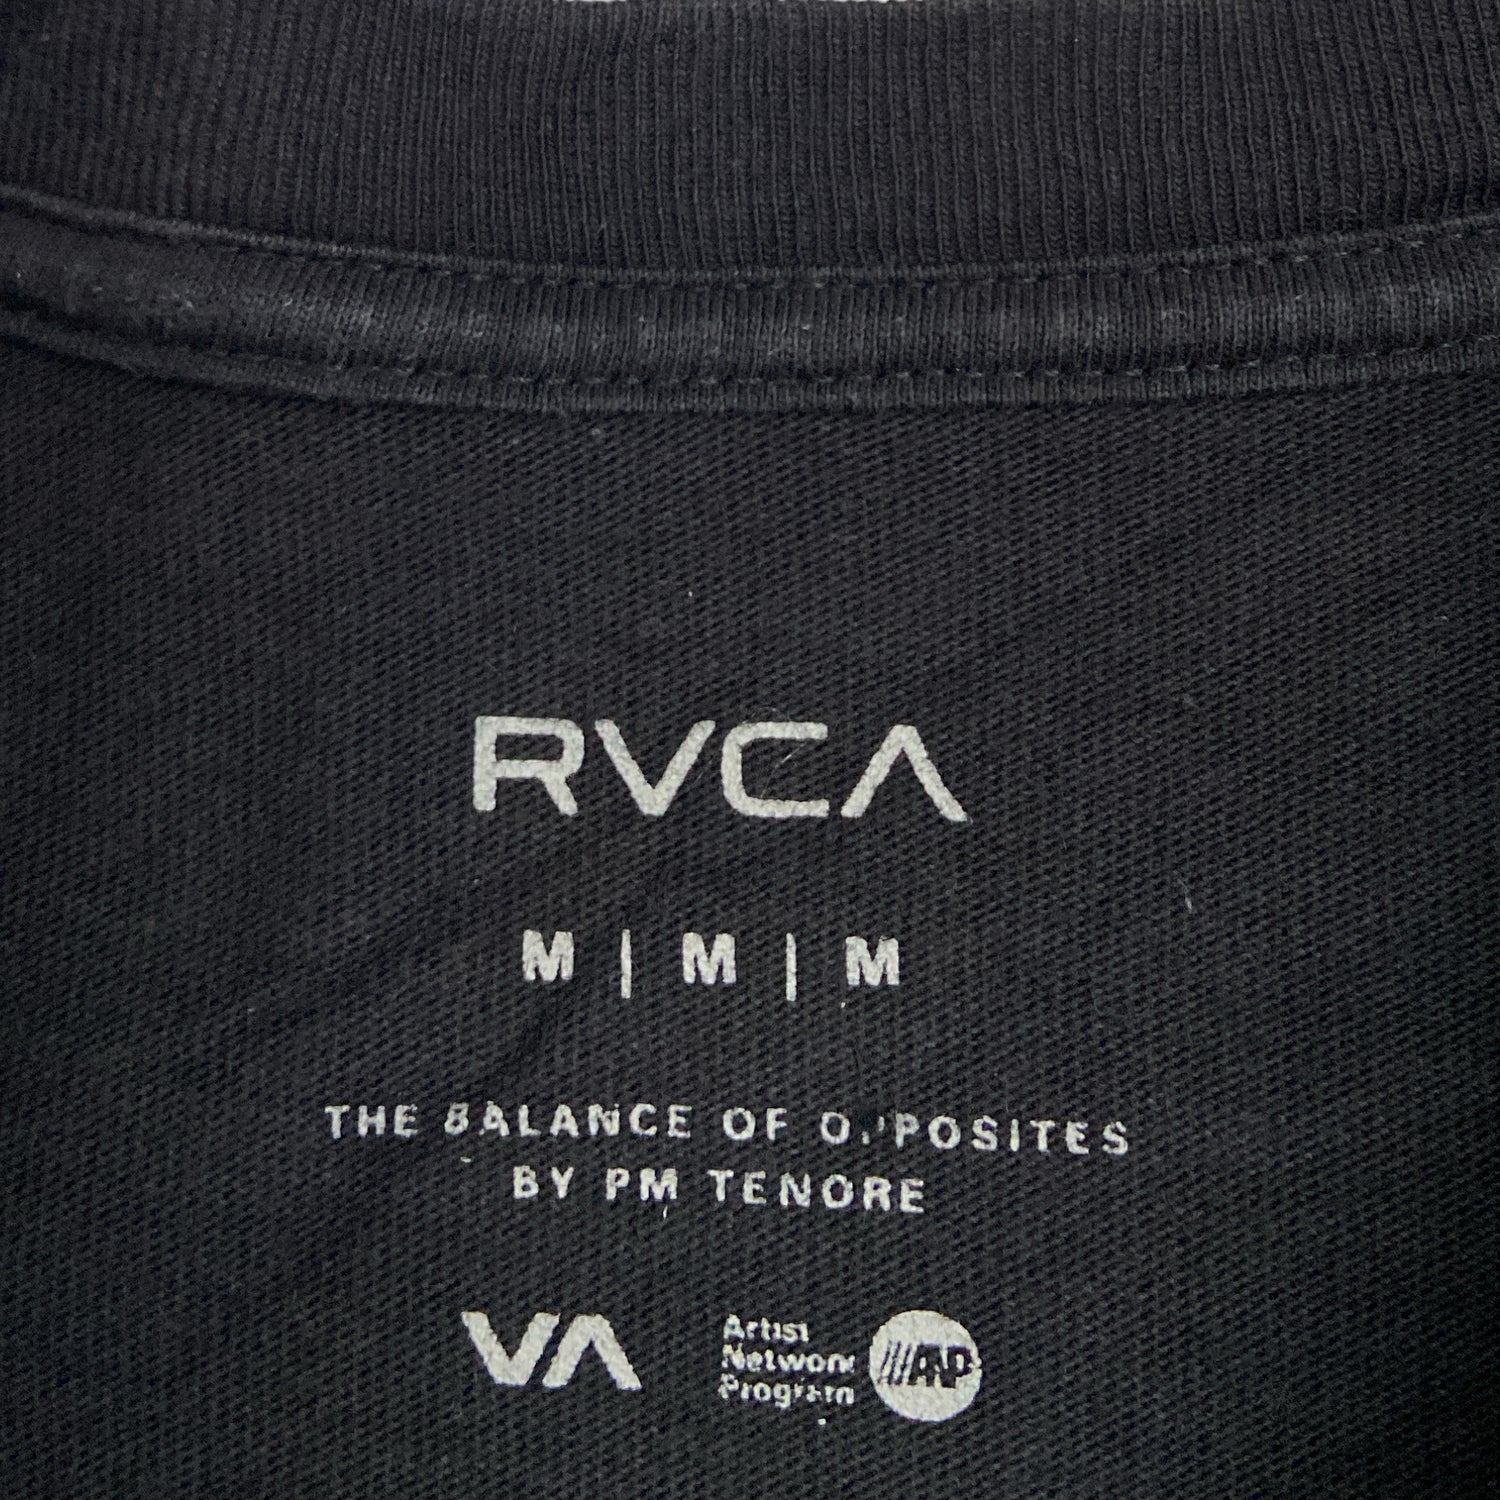 RVCA
M | M | M
THE BALANCE OF OPPOSITES
BY PM TENORE
VA
Artist
Network
Program
///ANP